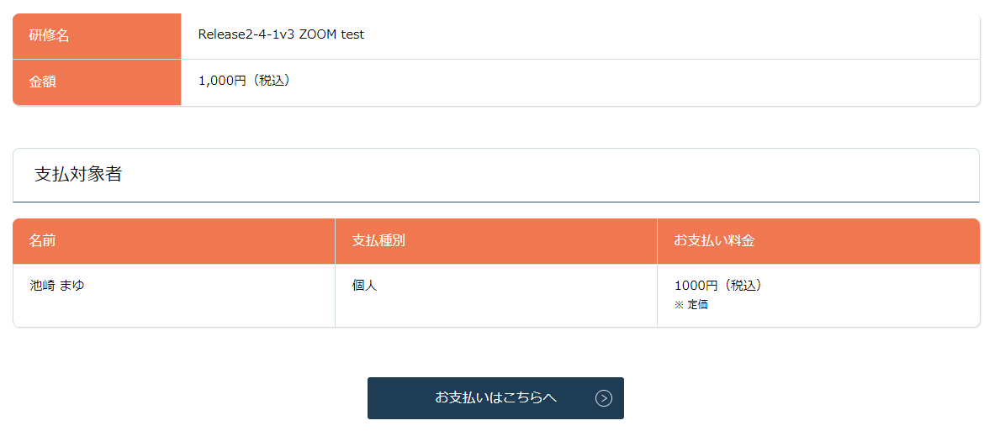 研修名 Release2-4-1v3 ZOOM test
金額 1,000円（税込）
支払対象者
名前 支払種別 お支払い料金
池崎 まゆ 個人 1000円（税込）
※ 定価
お支払いはこちらへ